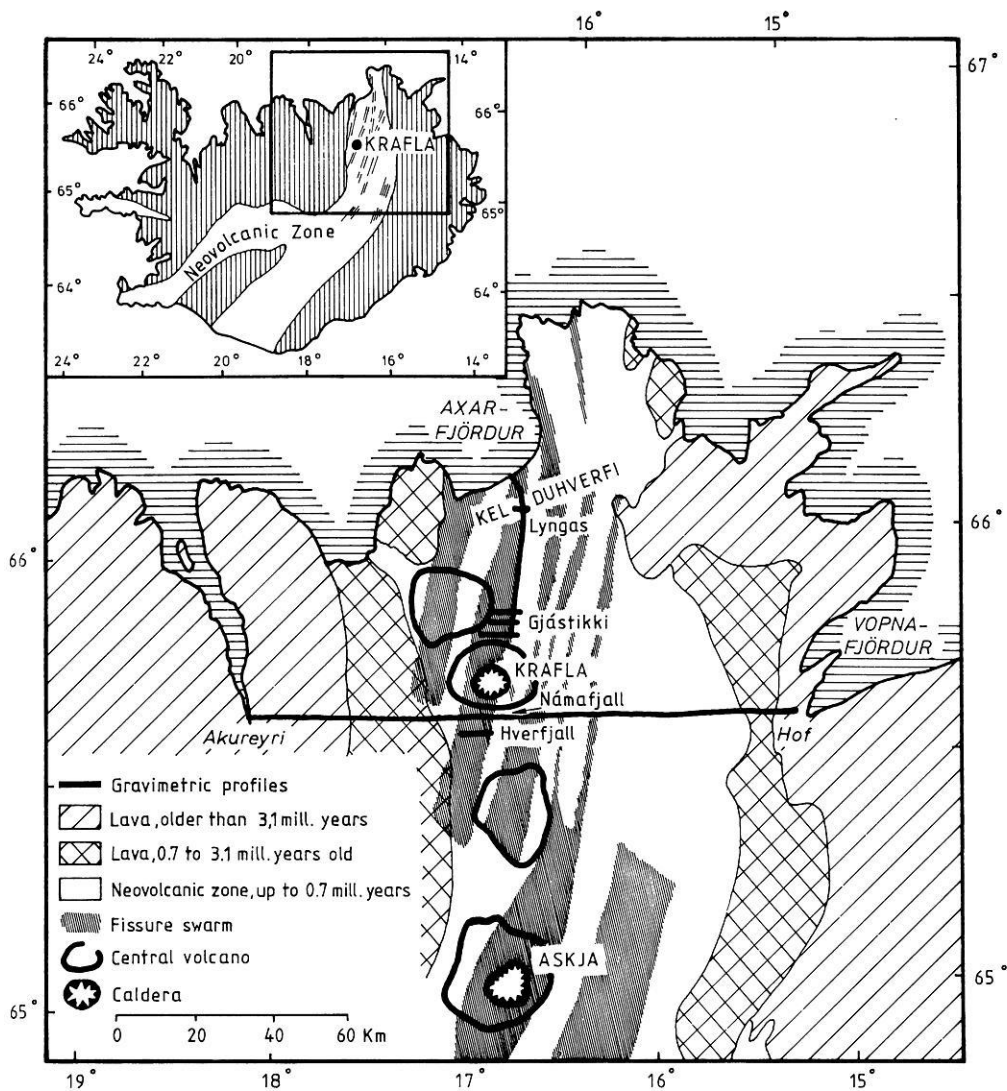 16°
15°
67°
24°
22°
20°
14°
66°
66°
KRAFLA
65°
65°
Neovolcanic Zone
64°
64°
24°
22°
20°
18°
16°
14°
AXAR-
FJÖRDUR
KEL DUHVERFI
Lyngas
66°
66°
Gjástikki
VOPNA-
FJÖRDUR
KRAFLA
Námafjall
Akureyri
Hverfjall
Hof
Gravimetric profiles
Lava, older than 3,1 mill. years
Lava, 0.7 to 3.1 mill. years old
Neovolcanic zone, up to 0.7 mill. years
Fissure swarm
Central volcano
ASKJA
Caldera
65°
65°
0 20 40 60 Km
19°
18°
17°
16°
15°